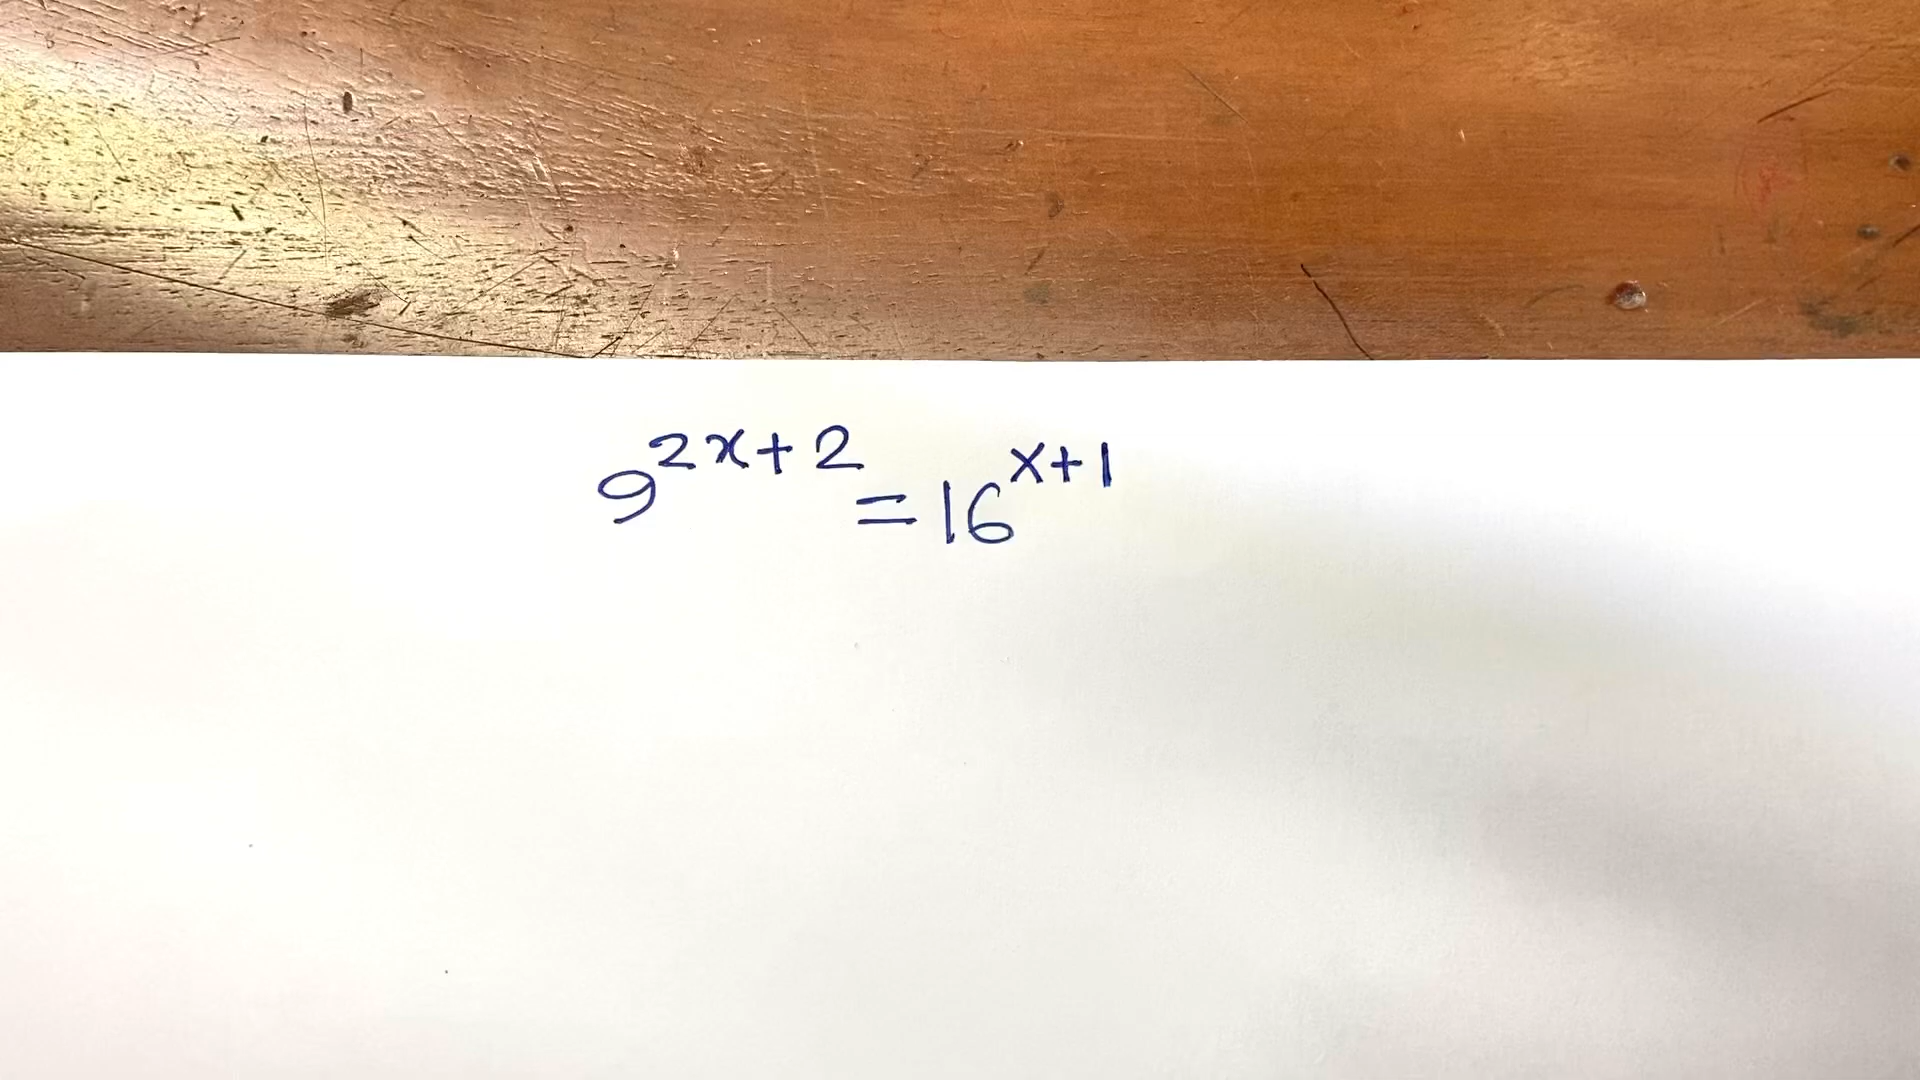 9^{2x+2} = 16^{x+1}